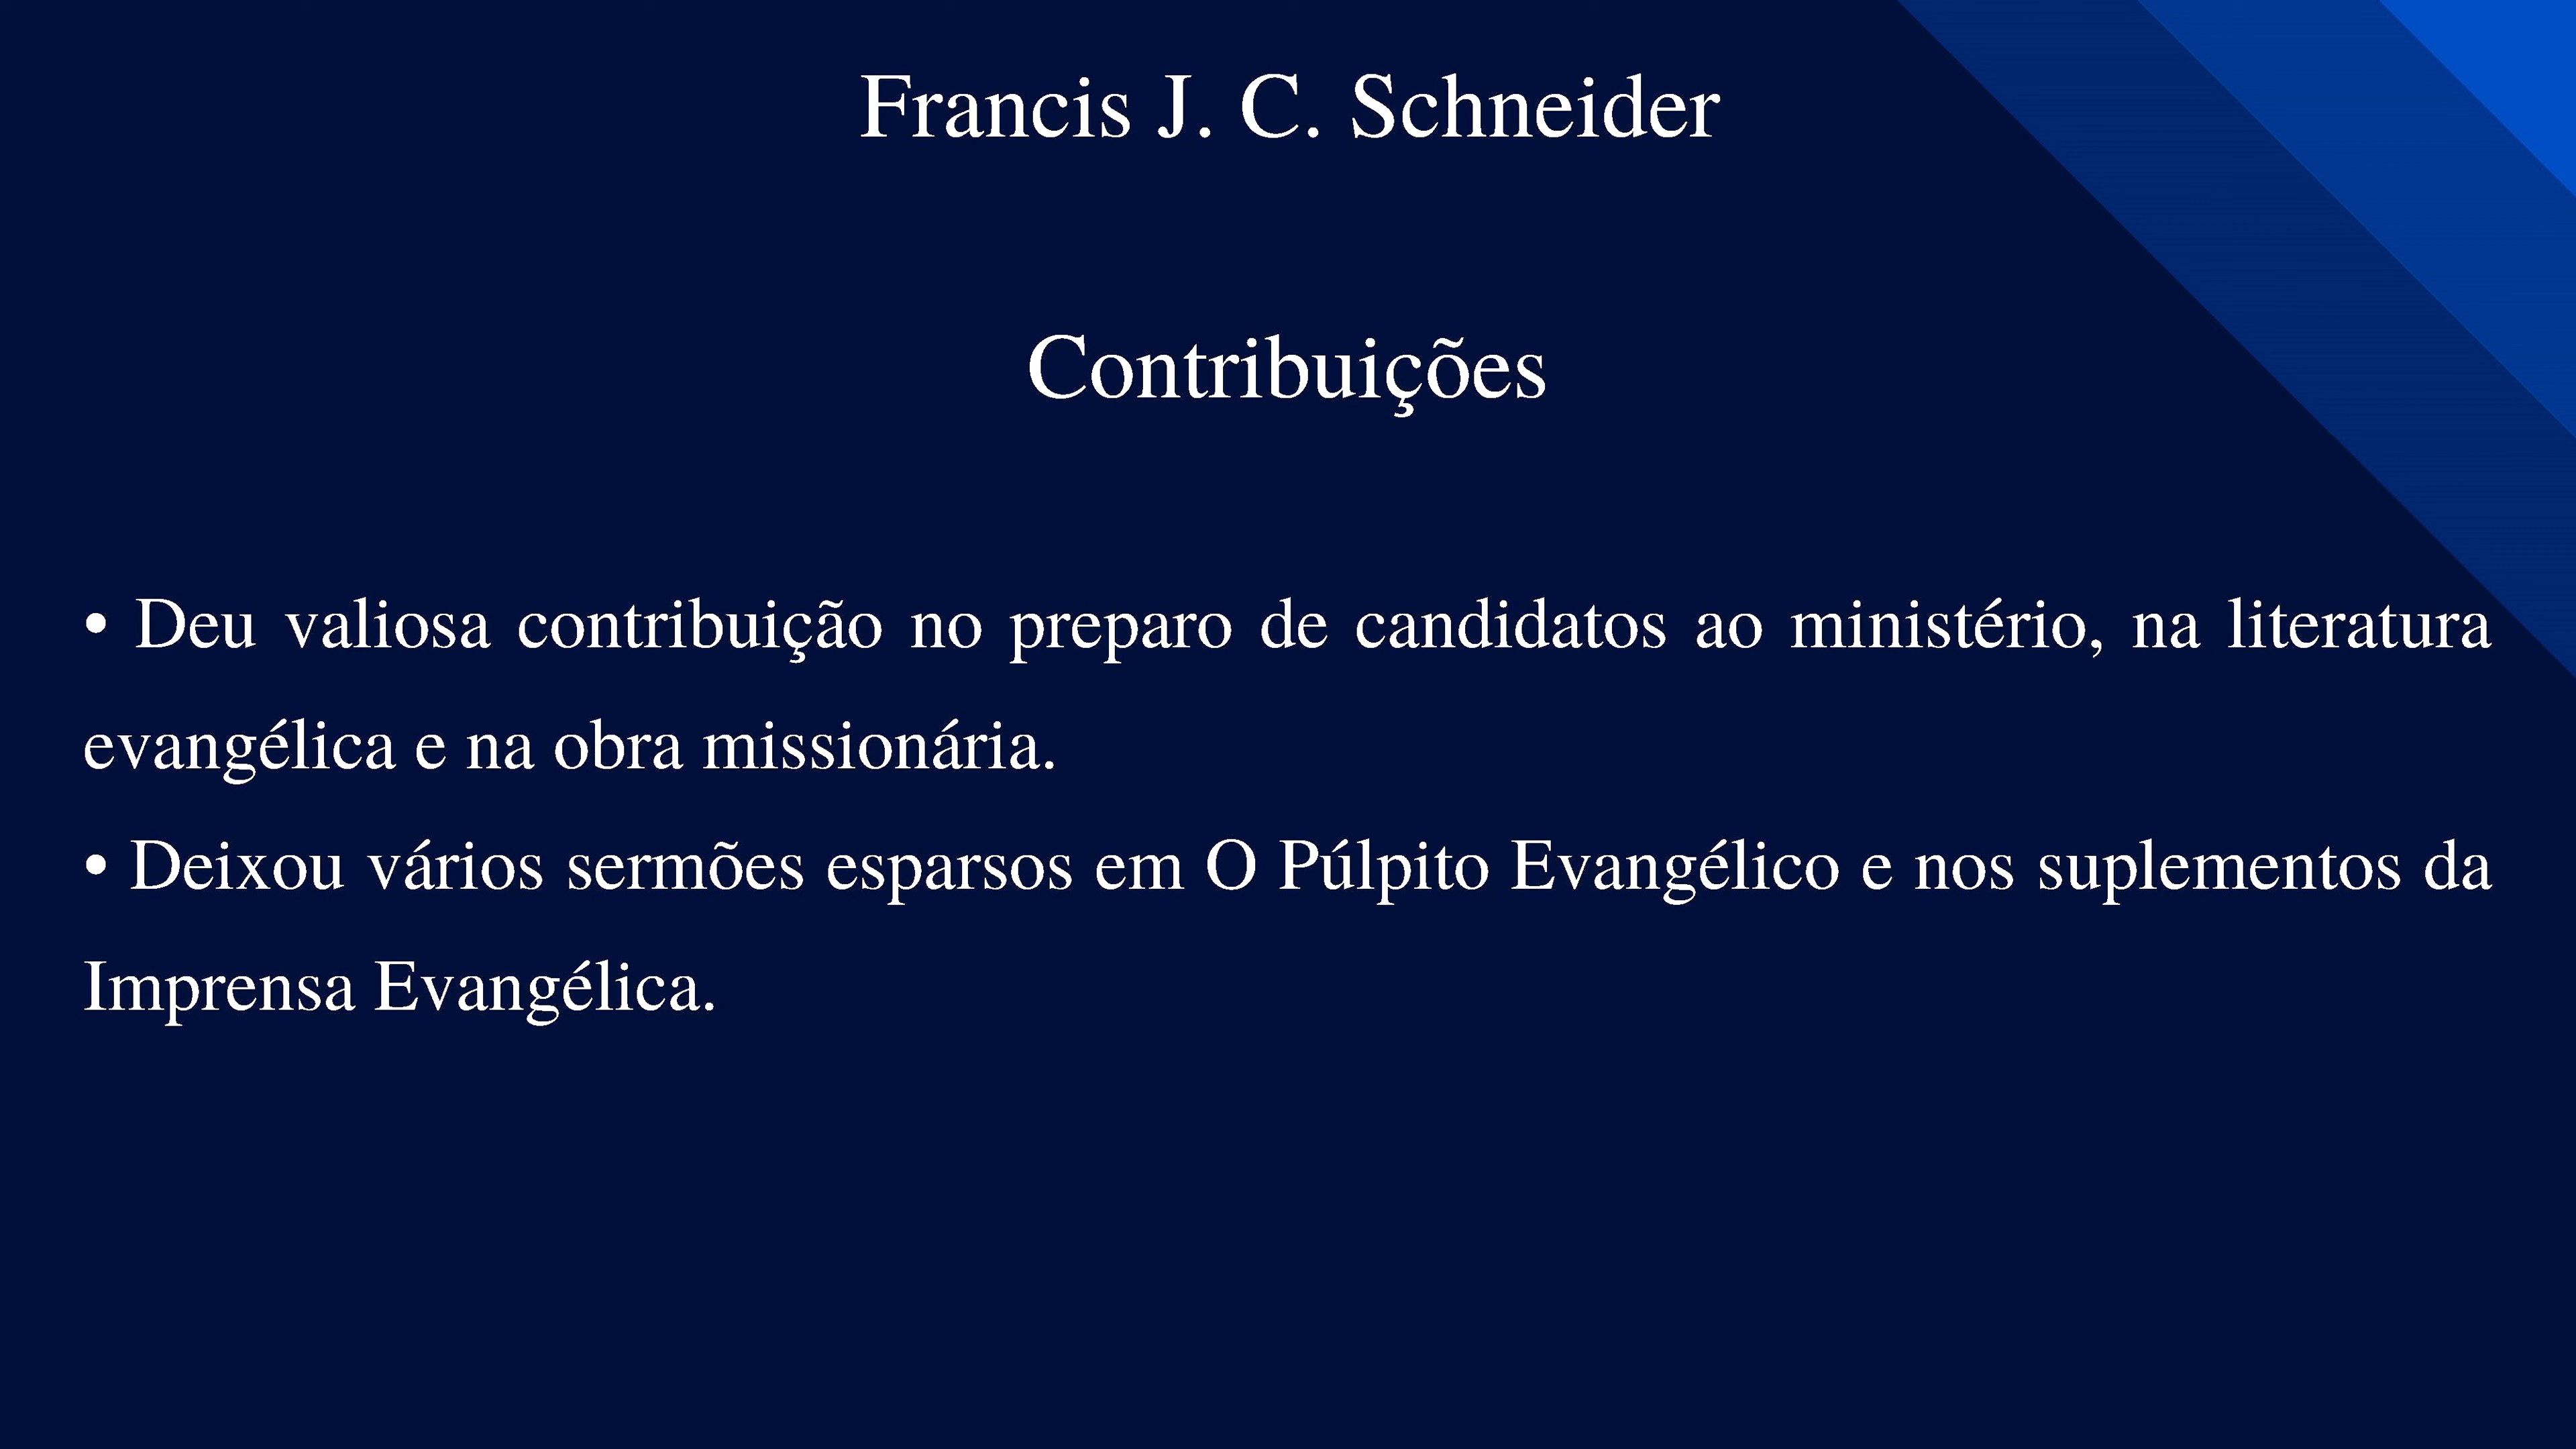 Francis J. C. Schneider
Contribuições
• Deu valiosa contribuição no preparo de candidatos ao ministério, na literatura
evangélica e na obra missionária.
• Deixou vários sermões esparsos em O Púlpito Evangélico e nos suplementos da
Imprensa Evangélica.